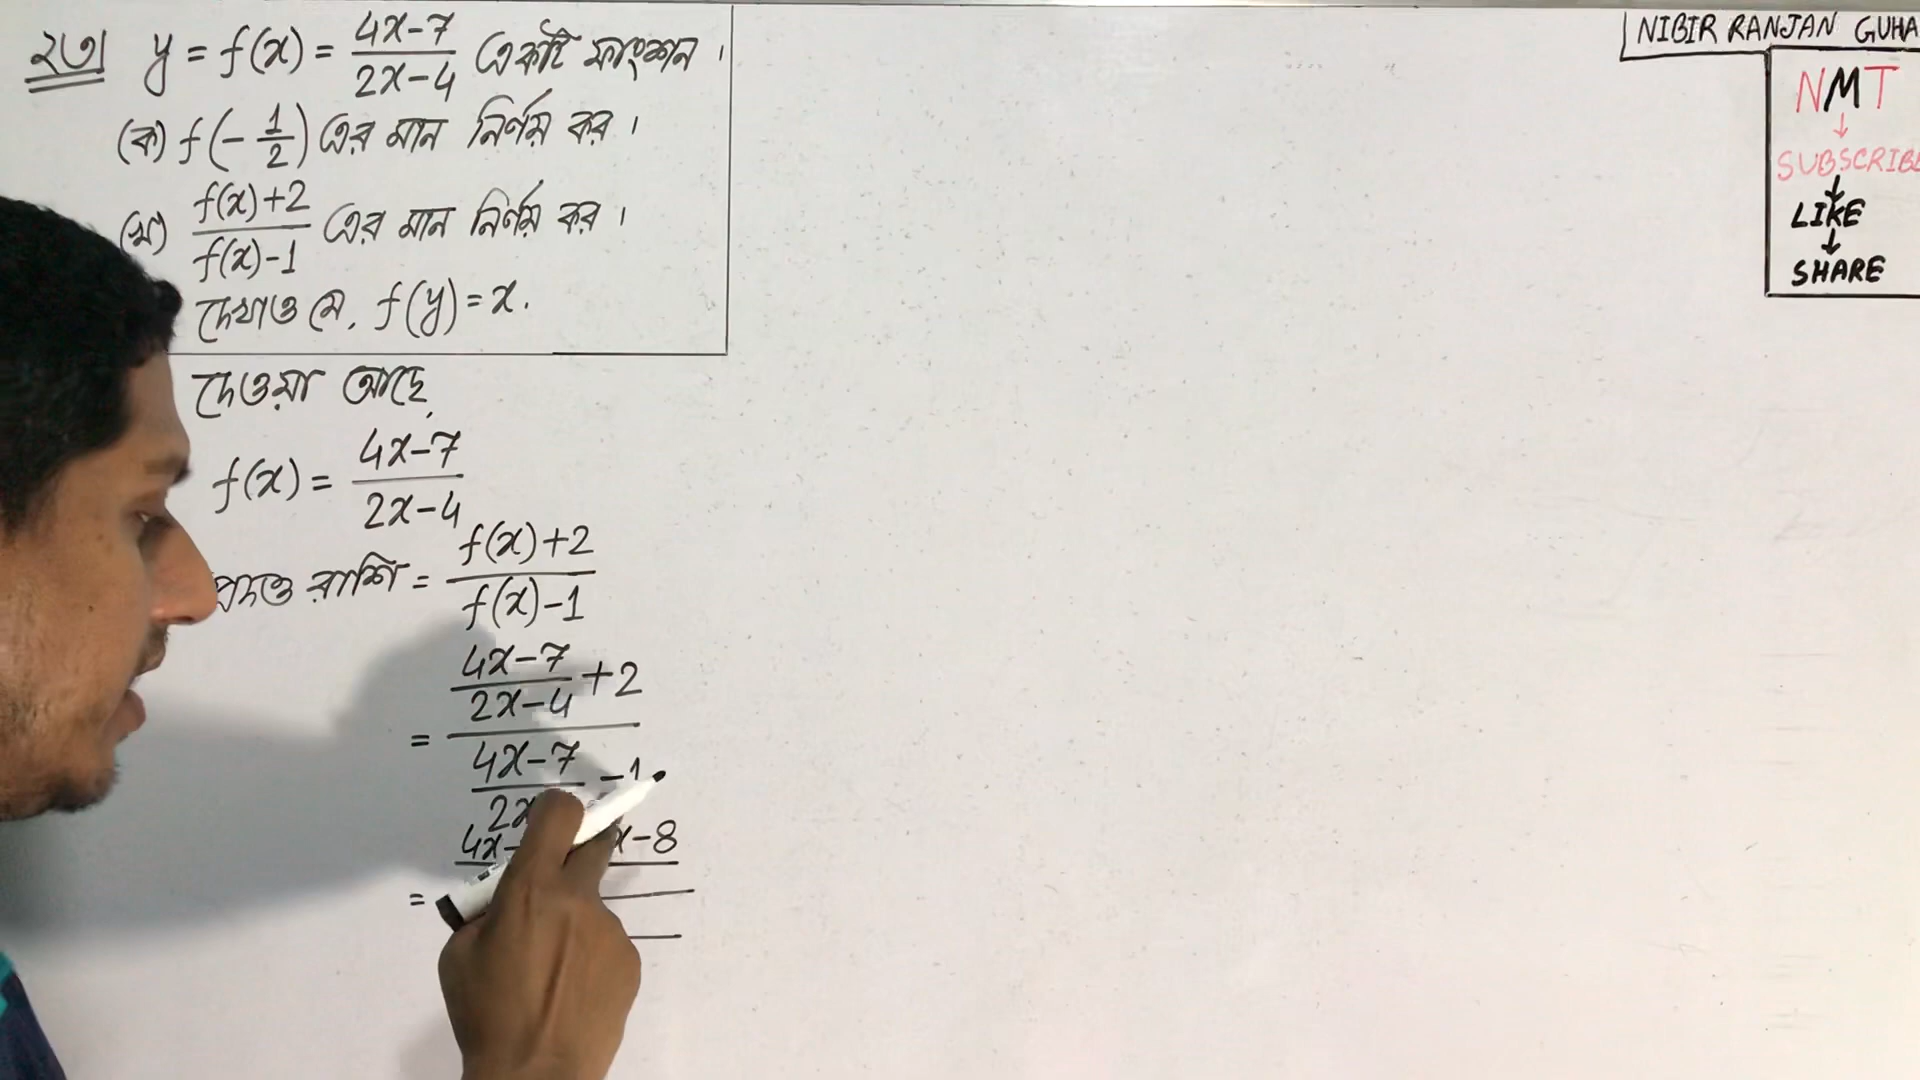 ২৩। y = f(x) = (4x-7)/(2x-4) একটি ফাংশন।
(ক) f(-1/2) এর মান নির্ণয় কর।
(খ) (f(x)+2)/(f(x)-1) এর মান নির্ণয় কর।
দেখাও যে, f(y) = x.
দেওয়া আছে,
f(x) = (4x-7)/(2x-4)
প্রদত্ত রাশি = (f(x)+2)/(f(x)-1)
= ((4x-7)/(2x-4) +2)/((4x-7)/2x -1)
= 4x- x-8
NIBIR RANJAN GUHA
NMT
↓
SUBSCRIBE
↓
LIKE
↓
SHARE